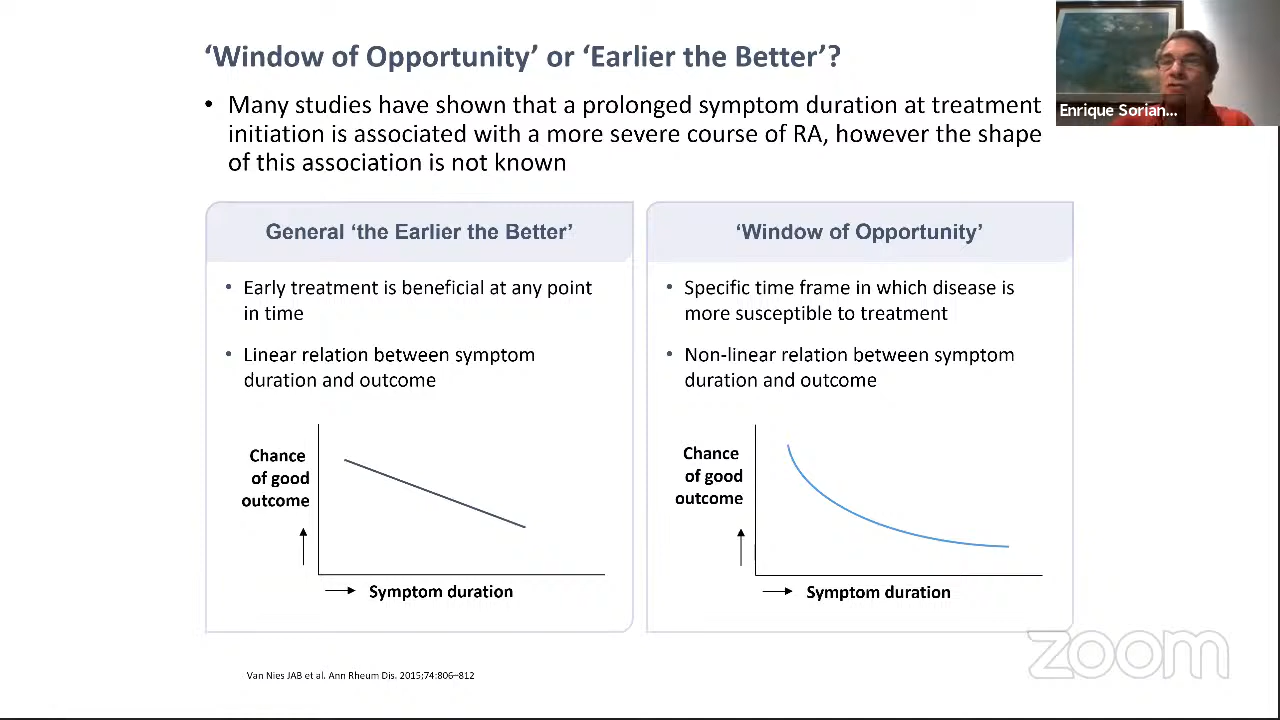 ‘Window of Opportunity’ or ‘Earlier the Better’?
• Many studies have shown that a prolonged symptom duration at treatment
initiation is associated with a more severe course of RA, however the shape
of this association is not known
Enrique Sorian...
General ‘the Earlier the Better’
• Early treatment is beneficial at any point
in time
• Linear relation between symptom
duration and outcome
Chance
of good
outcome
Symptom duration
‘Window of Opportunity’
• Specific time frame in which disease is
more susceptible to treatment
• Non-linear relation between symptom
duration and outcome
Chance
of good
outcome
Symptom duration
Van Nies JAB et al. Ann Rheum Dis. 2015;74:806–812
zoom